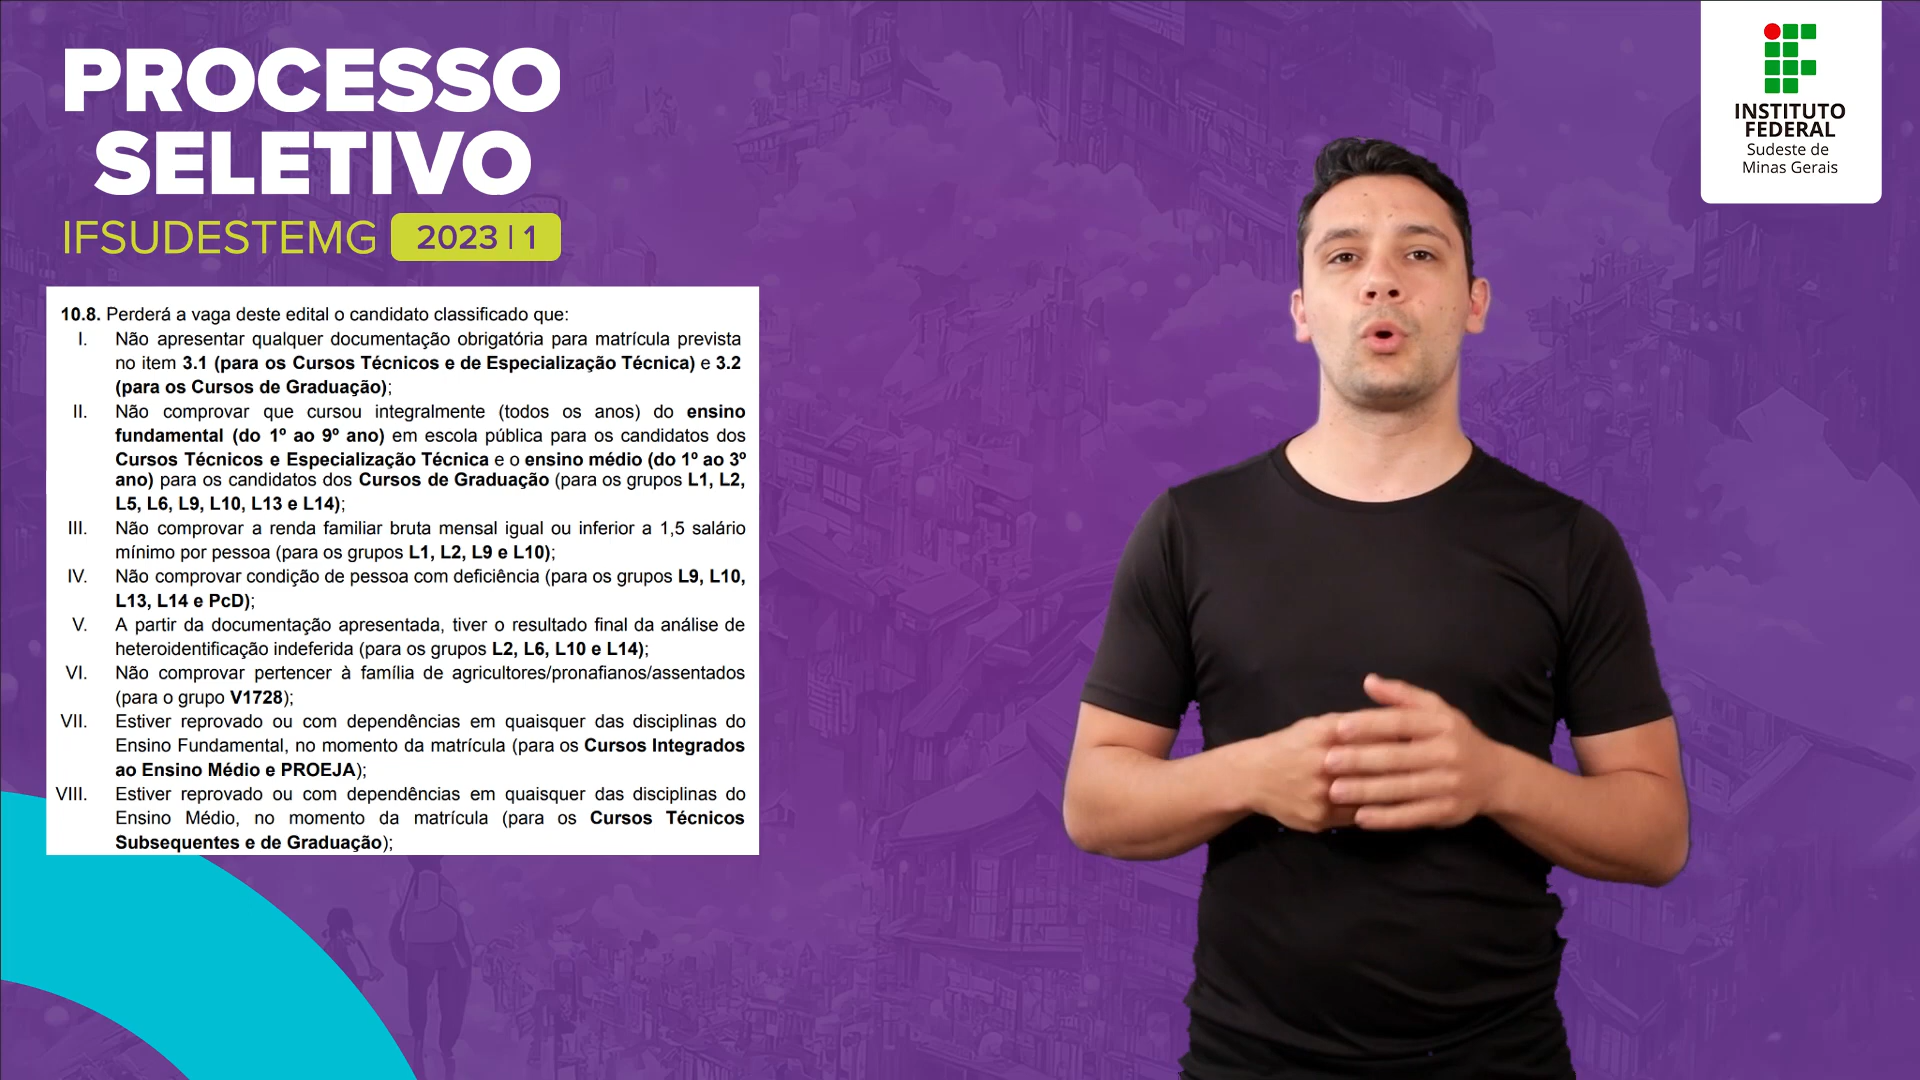 PROCESSO
SELETIVO
IFSUDESTEMG 2023 | 1
INSTITUTO
FEDERAL
Sudeste de
Minas Gerais
10.8. Perderá a vaga deste edital o candidato classificado que:
I. Não apresentar qualquer documentação obrigatória para matrícula prevista
no item 3.1 (para os Cursos Técnicos e de Especialização Técnica) e 3.2
(para os Cursos de Graduação);
II. Não comprovar que cursou integralmente (todos os anos) do ensino
fundamental (do 1º ao 9º ano) em escola pública para os candidatos dos
Cursos Técnicos e Especialização Técnica e o ensino médio (do 1º ao 3º
ano) para os candidatos dos Cursos de Graduação (para os grupos L1, L2,
L5, L6, L9, L10, L13 e L14);
III. Não comprovar a renda familiar bruta mensal igual ou inferior a 1,5 salário
mínimo por pessoa (para os grupos L1, L2, L9 e L10);
IV. Não comprovar condição de pessoa com deficiência (para os grupos L9, L10,
L13, L14 e PcD);
V. A partir da documentação apresentada, tiver o resultado final da análise de
heteroidentificação indeferida (para os grupos L2, L6, L10 e L14);
VI. Não comprovar pertencer à família de agricultores/pronafianos/assentados
(para o grupo V1728);
VII. Estiver reprovado ou com dependências em quaisquer das disciplinas do
Ensino Fundamental, no momento da matrícula (para os Cursos Integrados
ao Ensino Médio e PROEJA);
VIII. Estiver reprovado ou com dependências em quaisquer das disciplinas do
Ensino Médio, no momento da matrícula (para os Cursos Técnicos
Subsequentes e de Graduação);